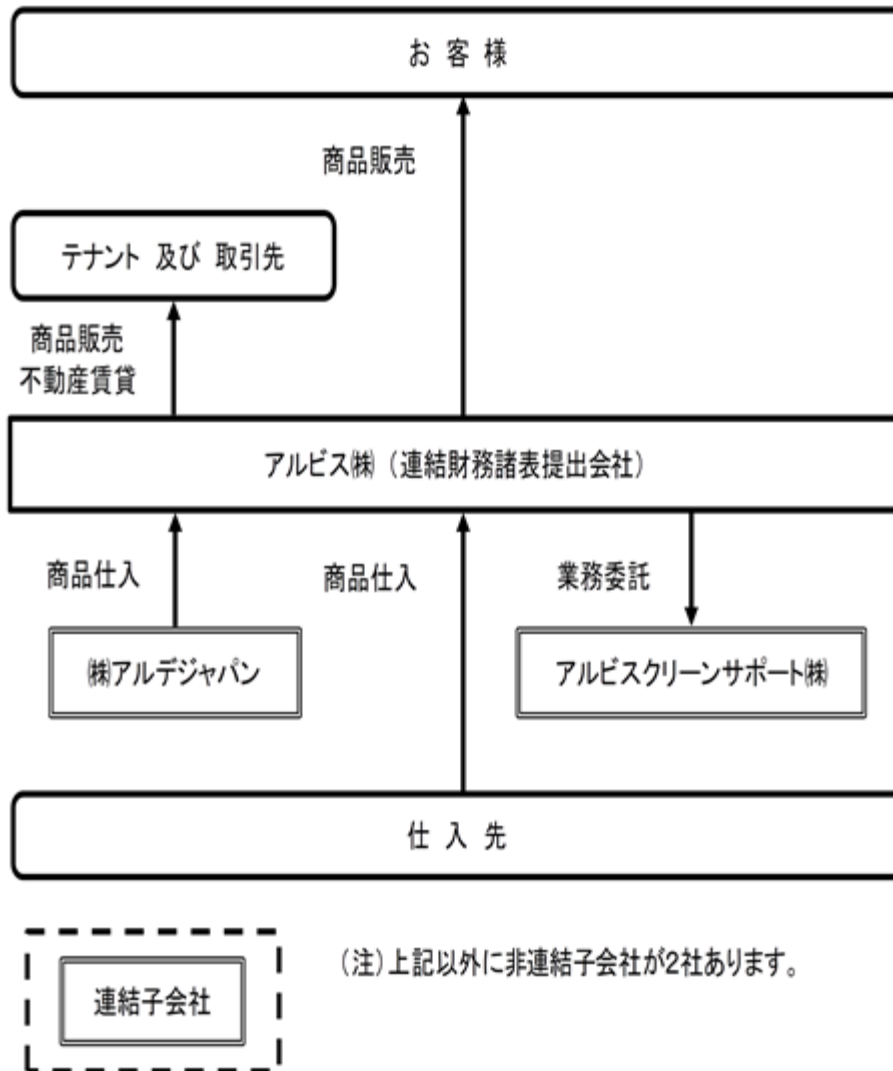 お 客 様
商品販売
テナント 及び 取引先
商品販売
不動産賃貸
アルビス㈱（連結財務諸表提出会社）
商品仕入
商品仕入
業務委託
㈱アルデジャパン
アルビスクリーンサポート㈱
仕 入 先
連結子会社
（注）上記以外に非連結子会社が2社あります。